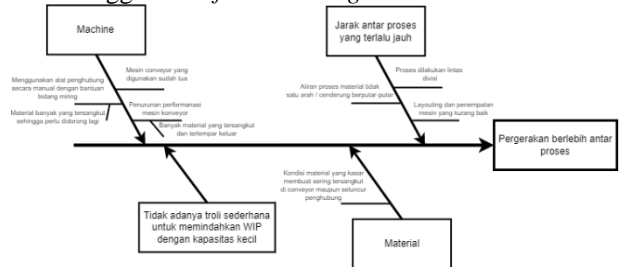 Machine
Jarak antar proses
yang terlalu jauh
Mesin conveyor yang
digunakan sudah tua
Menggunakan alat penghubung
secara manual dengan bantuan
bidang miring
Material banyak yang tersangkut
sehingga perlu didorong lagi
Penurunan performansi
mesin konveyor
Banyak material yang tersangkut
dan terlempar keluar
Proses dilakukan lintas
divisi
Aliran proses material tidak
satu arah / cenderung berputar-putar
Layouting dan penempatan
mesin yang kurang baik
Pergerakan berlebih antar
proses
Kondisi material yang kasar
membuat sering tersangkut
di conveyor maupun seluncur
penghubung
Tidak adanya troli sederhana
untuk memindahkan WIP
dengan kapasitas kecil
Material